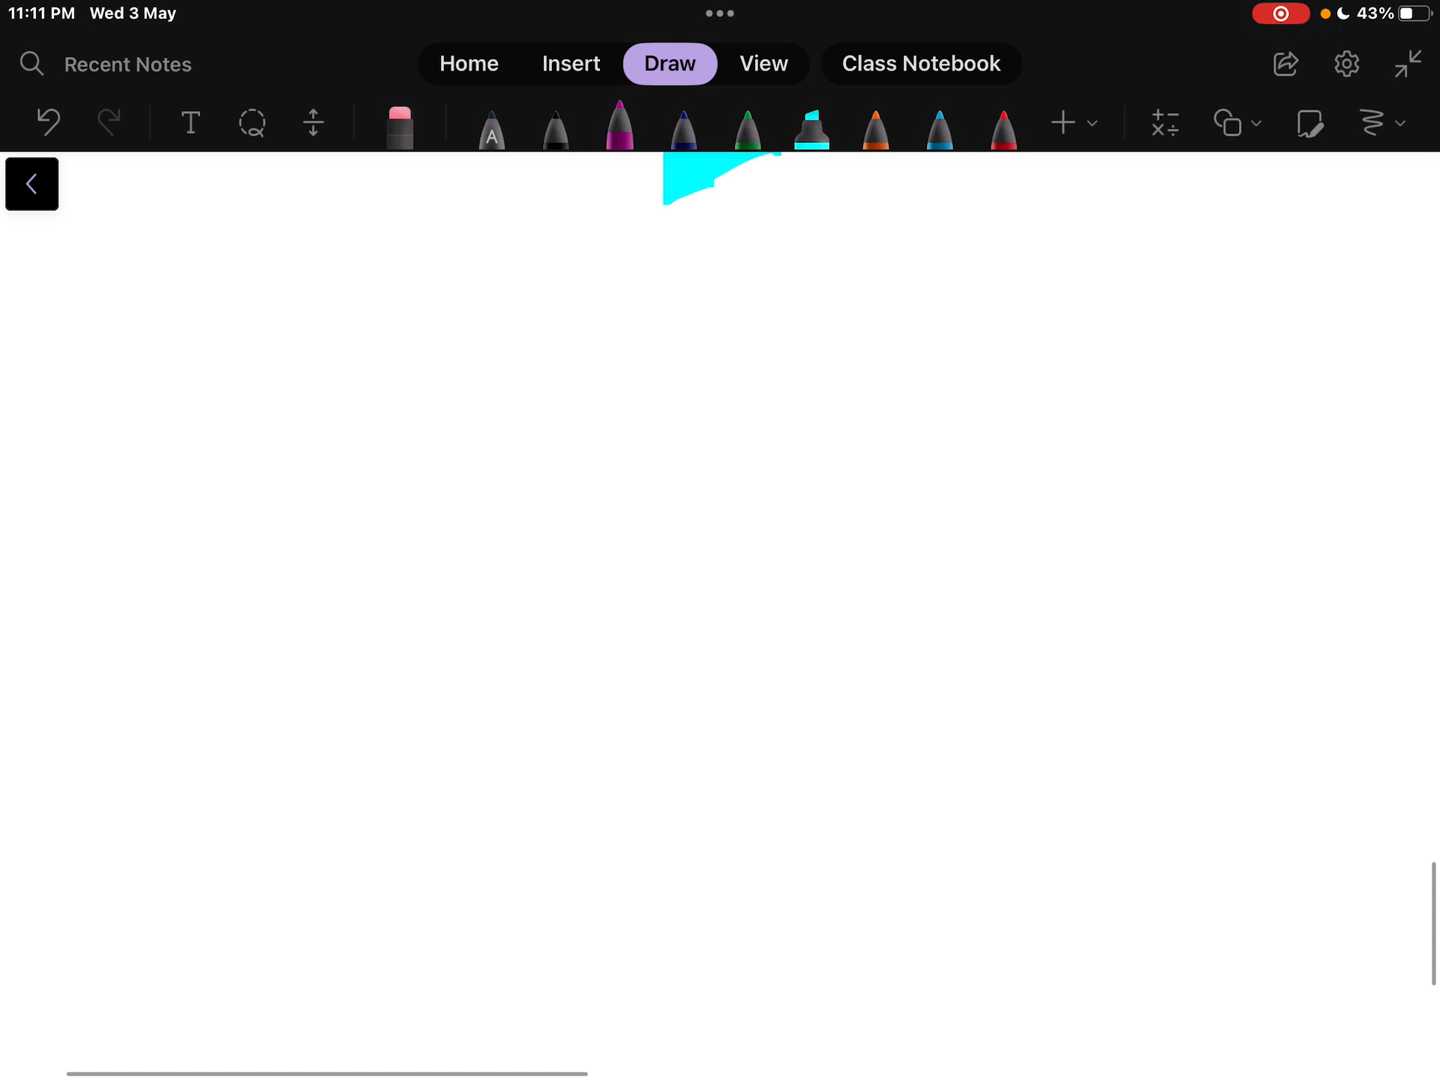 11:11 PM Wed 3 May
43%
Recent Notes
Home Insert Draw View Class Notebook
T
A